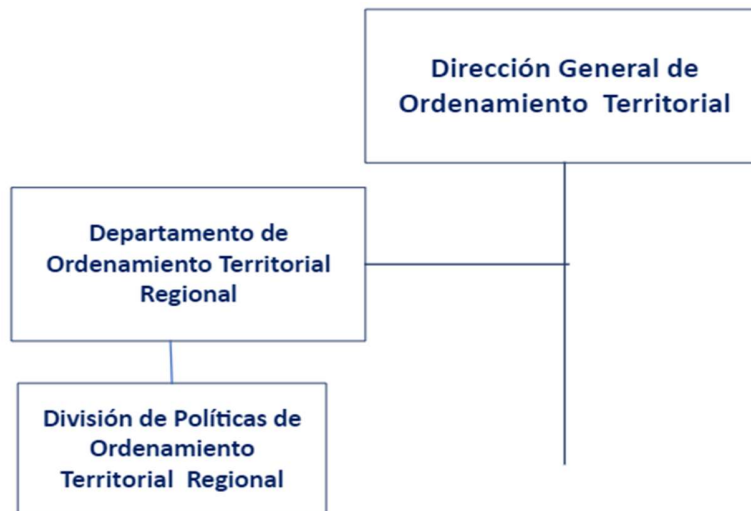 Dirección General de
Ordenamiento Territorial
Departamento de
Ordenamiento Territorial
Regional
División de Políticas de
Ordenamiento
Territorial Regional